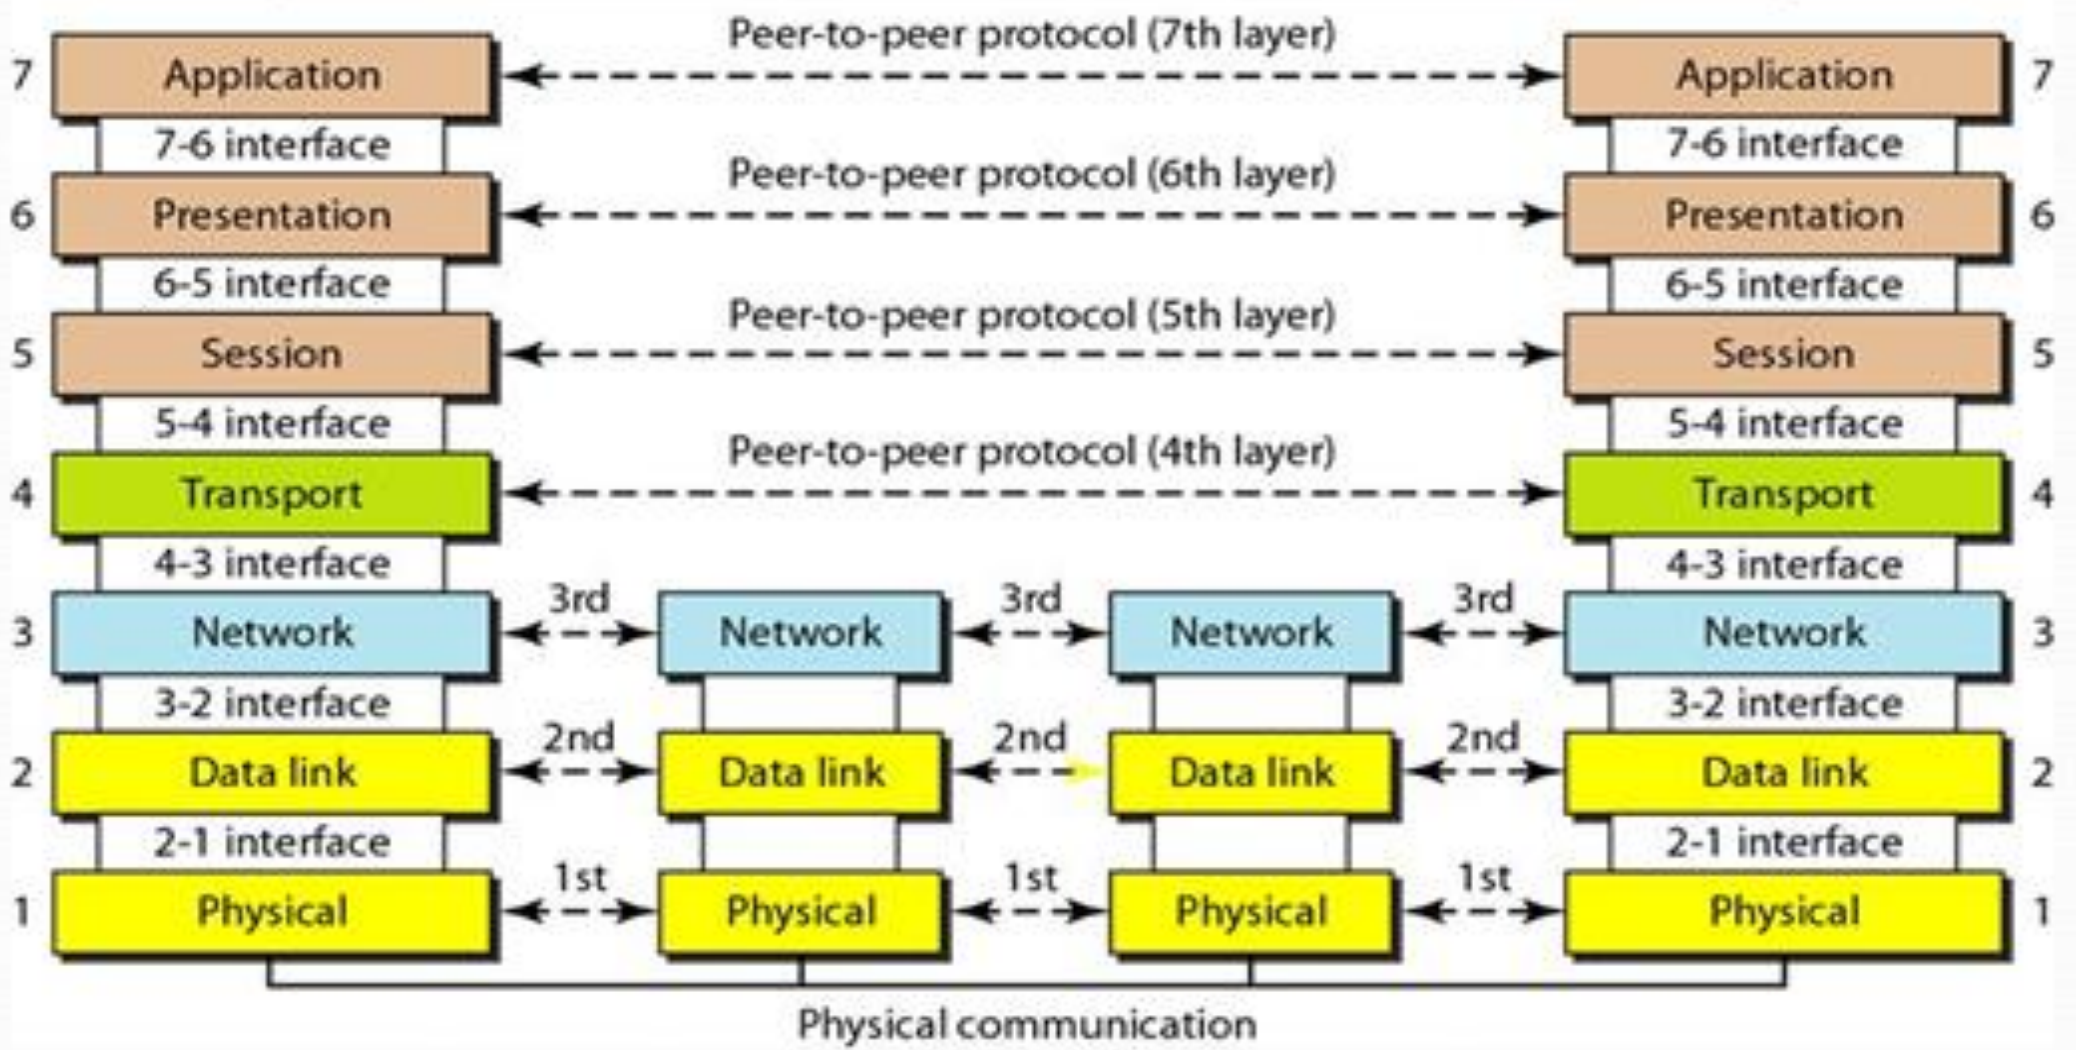 Peer-to-peer protocol (7th layer)
7 Application Application 7
7-6 interface 7-6 interface
Peer-to-peer protocol (6th layer)
6 Presentation Presentation 6
6-5 interface 6-5 interface
Peer-to-peer protocol (5th layer)
5 Session Session 5
5-4 interface 5-4 interface
Peer-to-peer protocol (4th layer)
4 Transport Transport 4
4-3 interface 4-3 interface
3rd 3rd 3rd
3 Network Network Network Network 3
3-2 interface 3-2 interface
2nd 2nd 2nd
2 Data link Data link Data link Data link 2
2-1 interface 2-1 interface
1st 1st 1st
1 Physical Physical Physical Physical 1
Physical communication